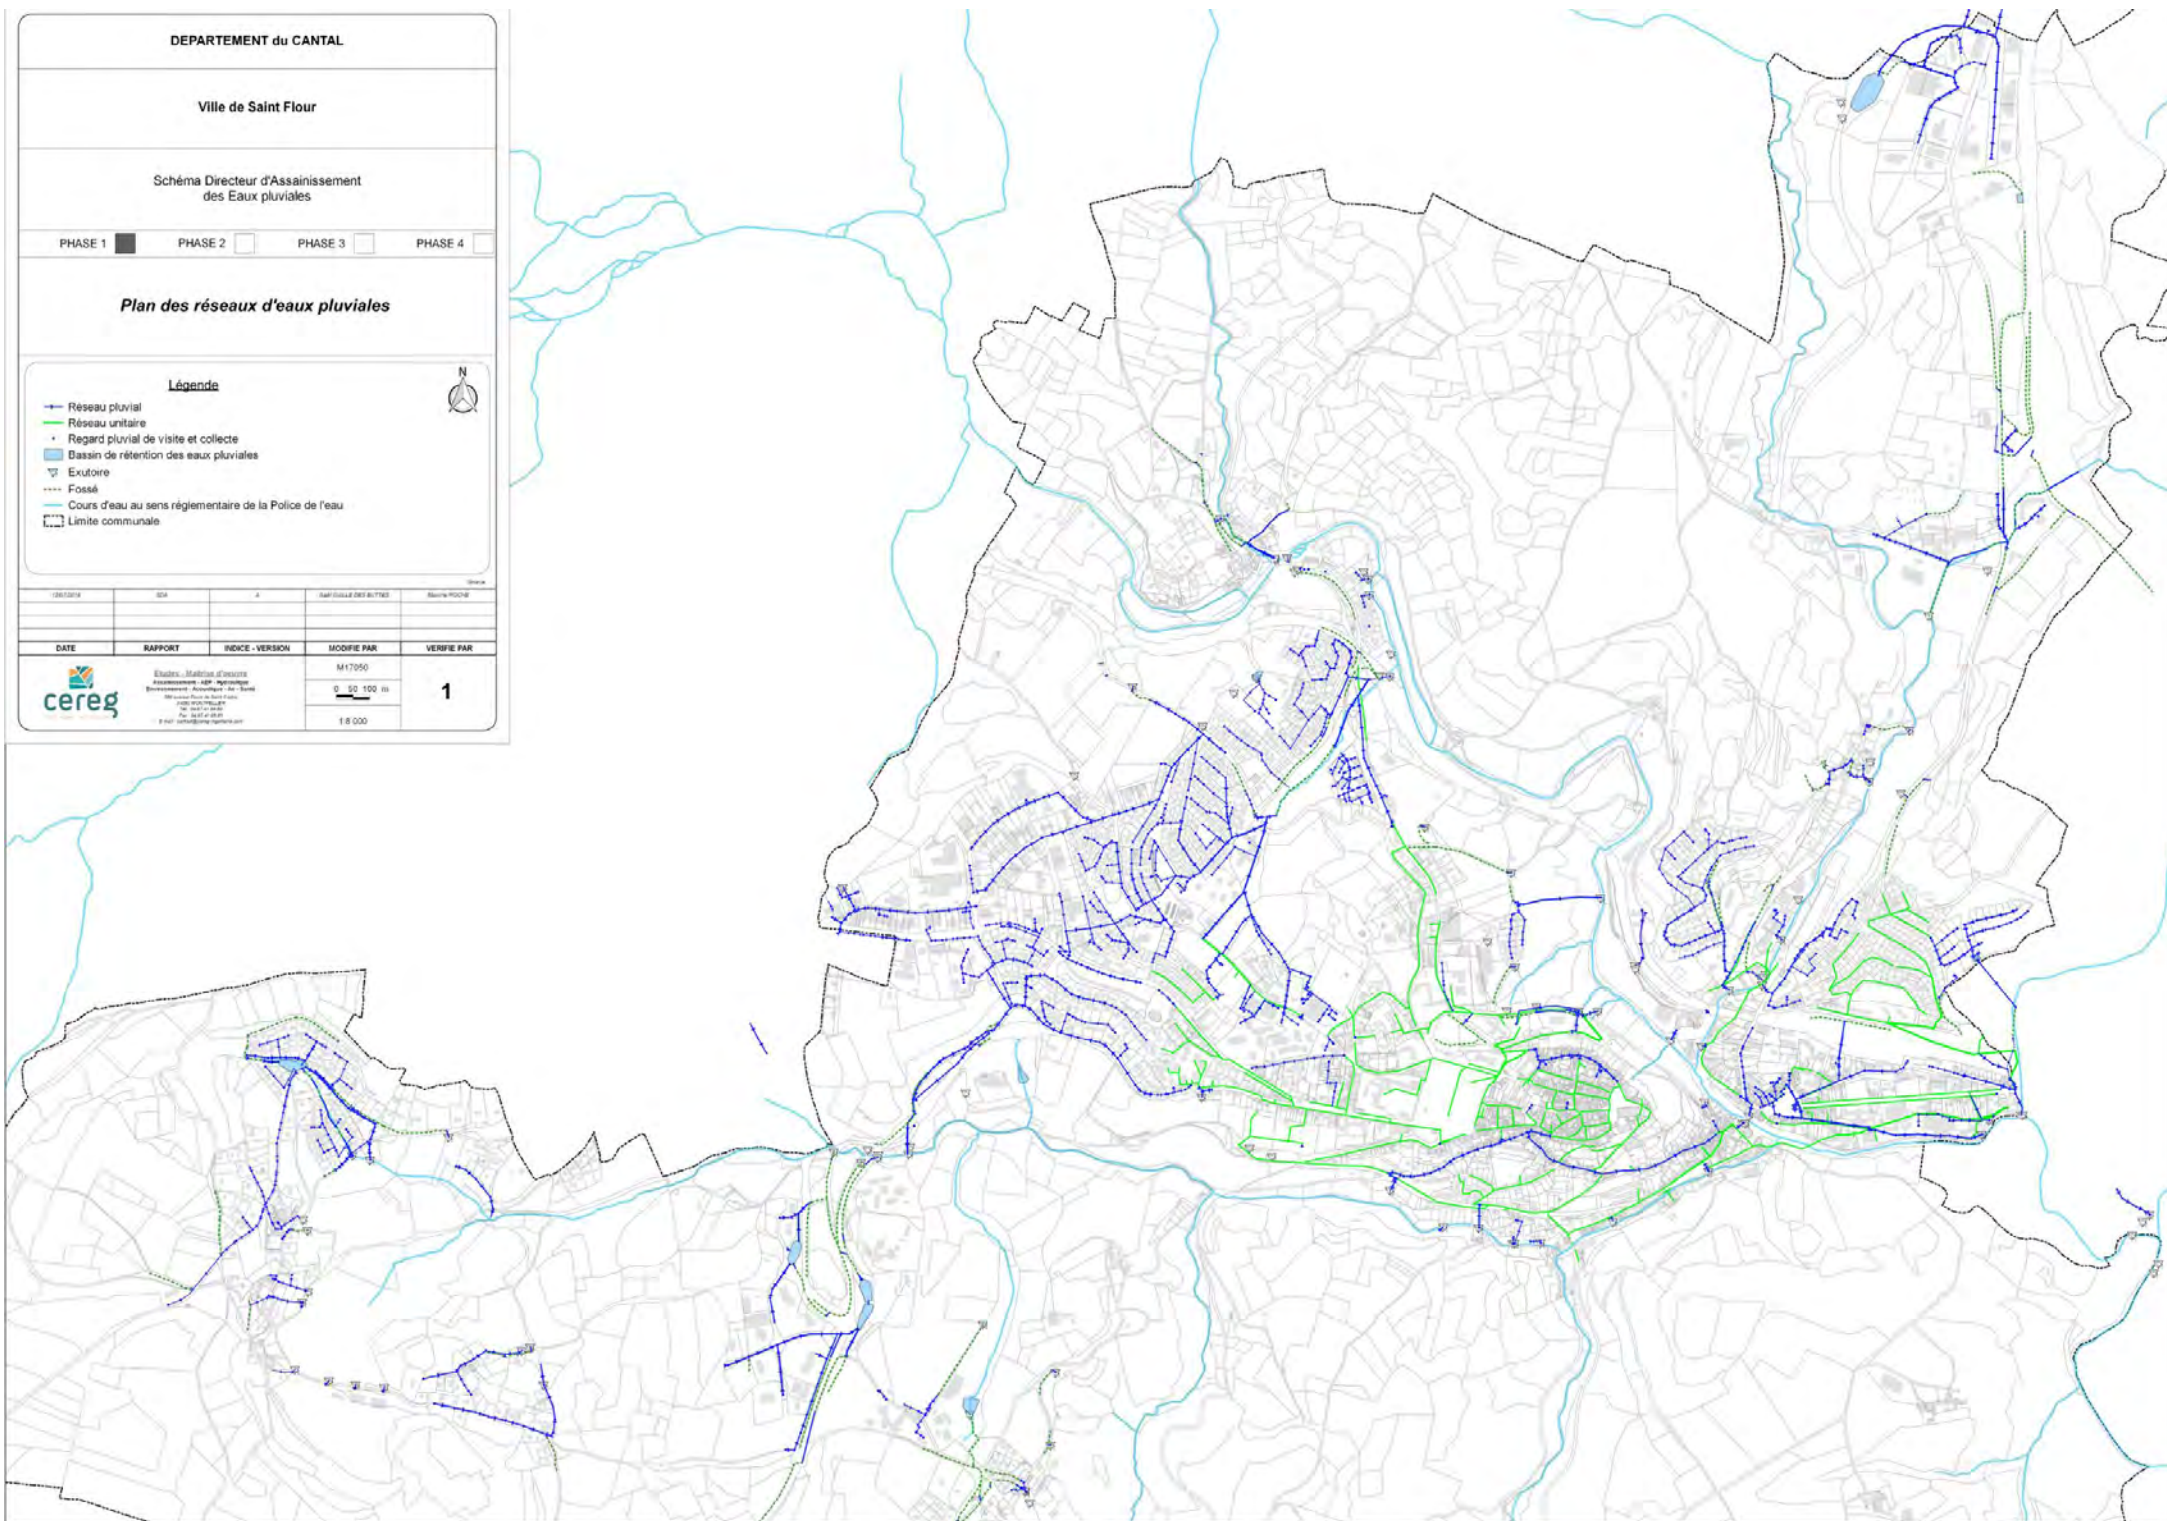 DEPARTEMENT du CANTAL
Ville de Saint Flour
Schéma Directeur d'Assainissement
des Eaux pluviales
PHASE 1 PHASE 2 PHASE 3 PHASE 4
Plan des réseaux d'eaux pluviales
Légende
N
Réseau pluvial
Réseau unitaire
Regard pluvial de visite et collecte
Bassin de rétention des eaux pluviales
Exutoire
Fossé
Cours d'eau au sens réglementaire de la Police de l'eau
Limite communale
DATE RAPPORT INDICE - VERSION MODIFIE PAR VERIFIE PAR
cereg
Etudes - Maîtrise d'oeuvre
M17050
0 50 100 m
1:8 000
1